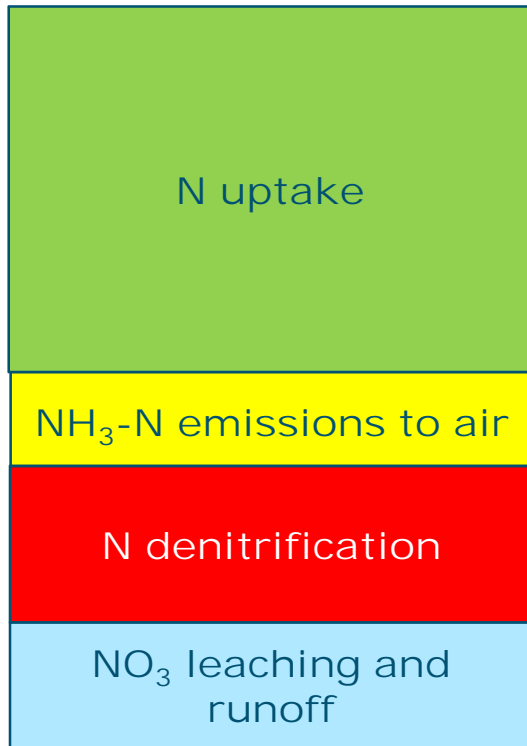 N uptake
NH₃-N emissions to air
N denitrification
NO₃ leaching and
runoff